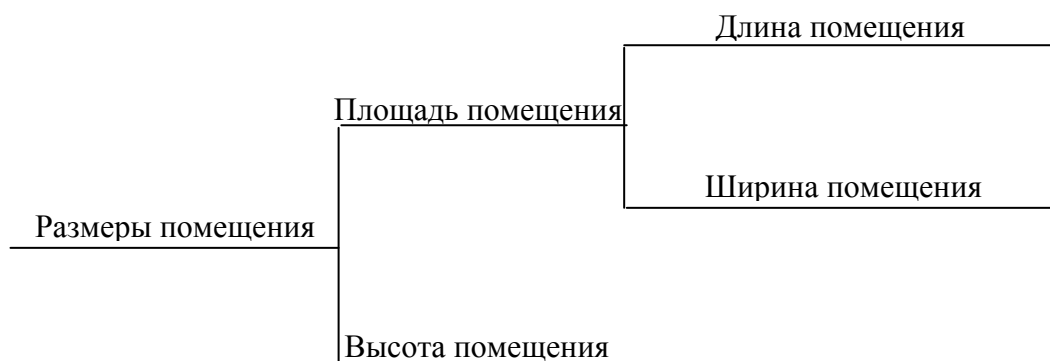 Длина помещения
Площадь помещения
Ширина помещения
Размеры помещения
Высота помещения